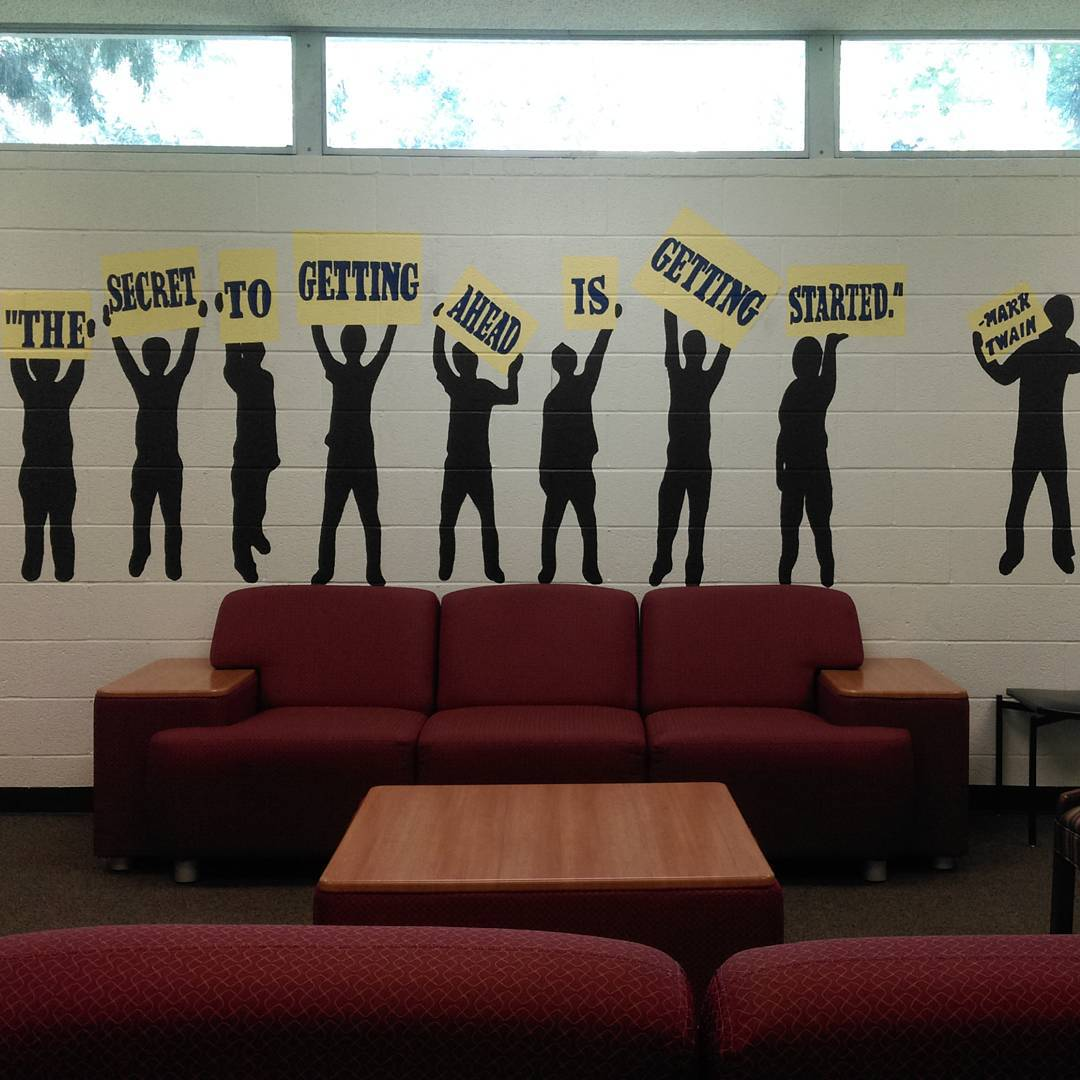 "THE SECRET TO GETTING AHEAD IS GETTING STARTED."
-MARK
TWAIN